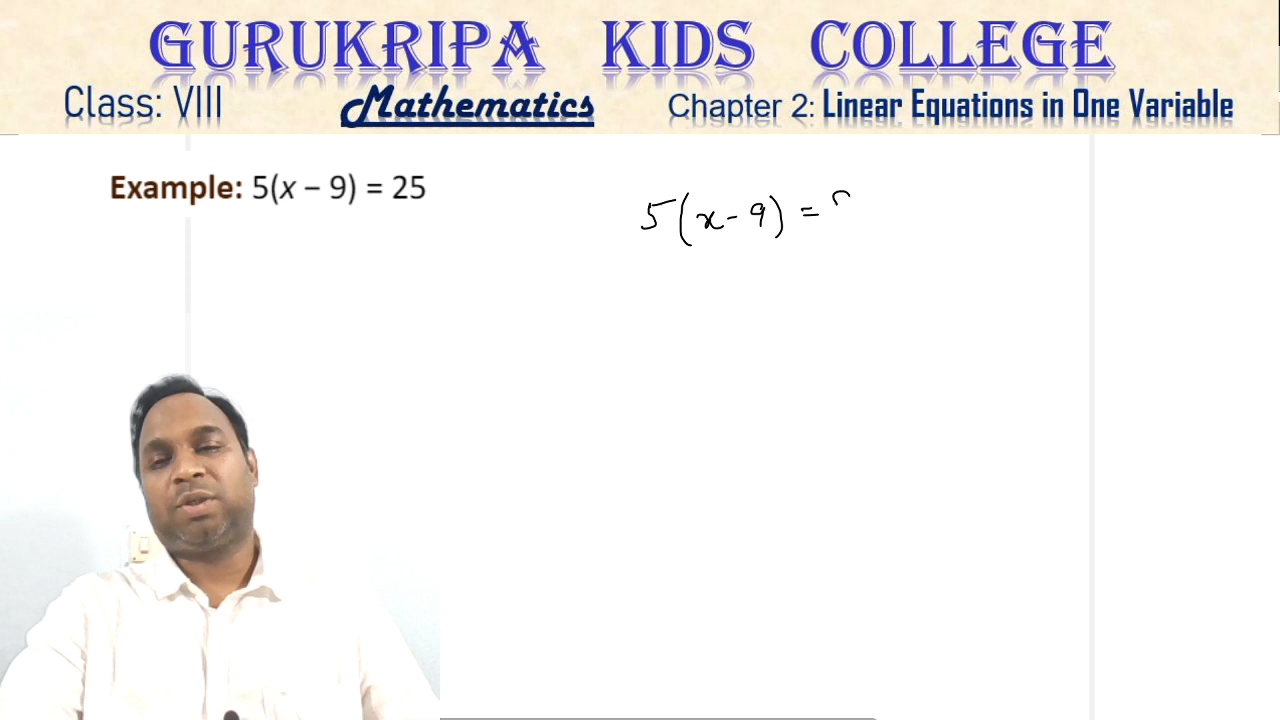 GURUKRIPA KIDS COLLEGE
Class: VIII Mathematics Chapter 2: Linear Equations in One Variable
Example: 5(x – 9) = 25
5(x-9) =